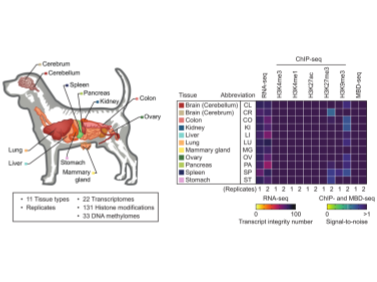 Cerebrum
Cerebellum
Spleen
Pancreas
Kidney
Colon
Ovary
Lung
Liver
Stomach
Mammary
gland
• 11 Tissue types
• Replicates
• 22 Transcriptomes
• 131 Histone modifications
• 33 DNA methylomes
ChIP-seq
RNA-seq
H3K4me3
H3K4me1
H3K27ac
H3K27me3
H3K9me3
MBD-seq
Tissue Abbreviation
Brain (Cerebellum) CL
Brain (Cerebrum) CR
Colon CO
Kidney KI
Liver LI
Lung LU
Mammary gland MG
Ovary OV
Pancreas PA
Spleen SP
Stomach ST
(Replicates) 1 2 1 2 1 2 1 2 1 2 1 2 1 2
RNA-seq
0 100
Transcript integrity number
ChIP- and MBD-seq
0 >1
Signal-to-noise